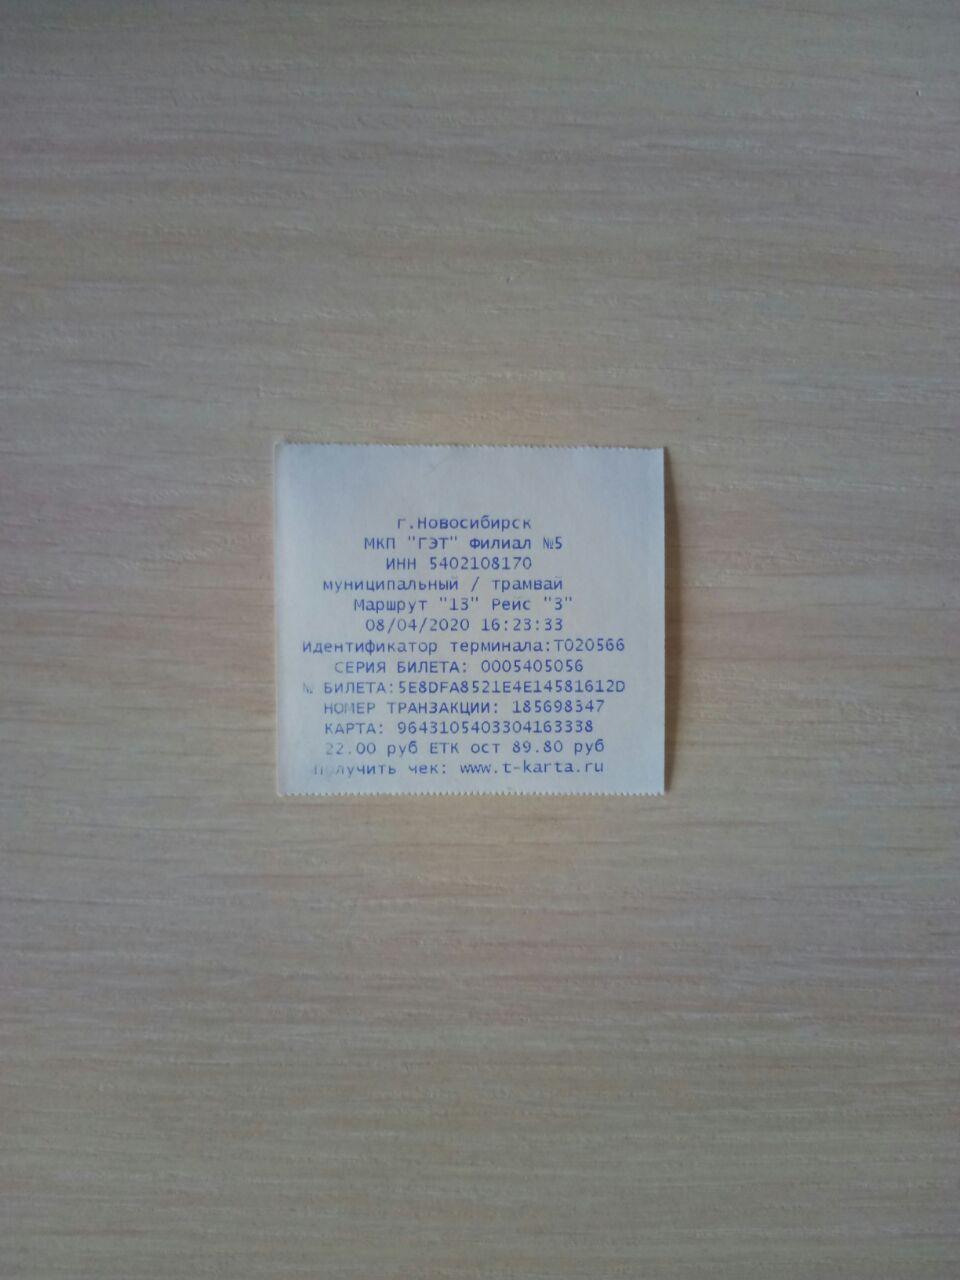 г.Новосибирск
МКП "ГЭТ" Филиал №5
ИНН 5402108170
муниципальный / трамвай
Маршрут "13" Рейс "3"
08/04/2020 16:23:33
Идентификатор терминала:T020566
СЕРИЯ БИЛЕТА: 0005405056
№ БИЛЕТА:5E8DFA8521E4E14581612D
НОМЕР ТРАНЗАКЦИИ: 185698347
КАРТА: 9643105403304163338
22.00 руб ЕТК ост 89.80 руб
Получить чек: www.t-karta.ru